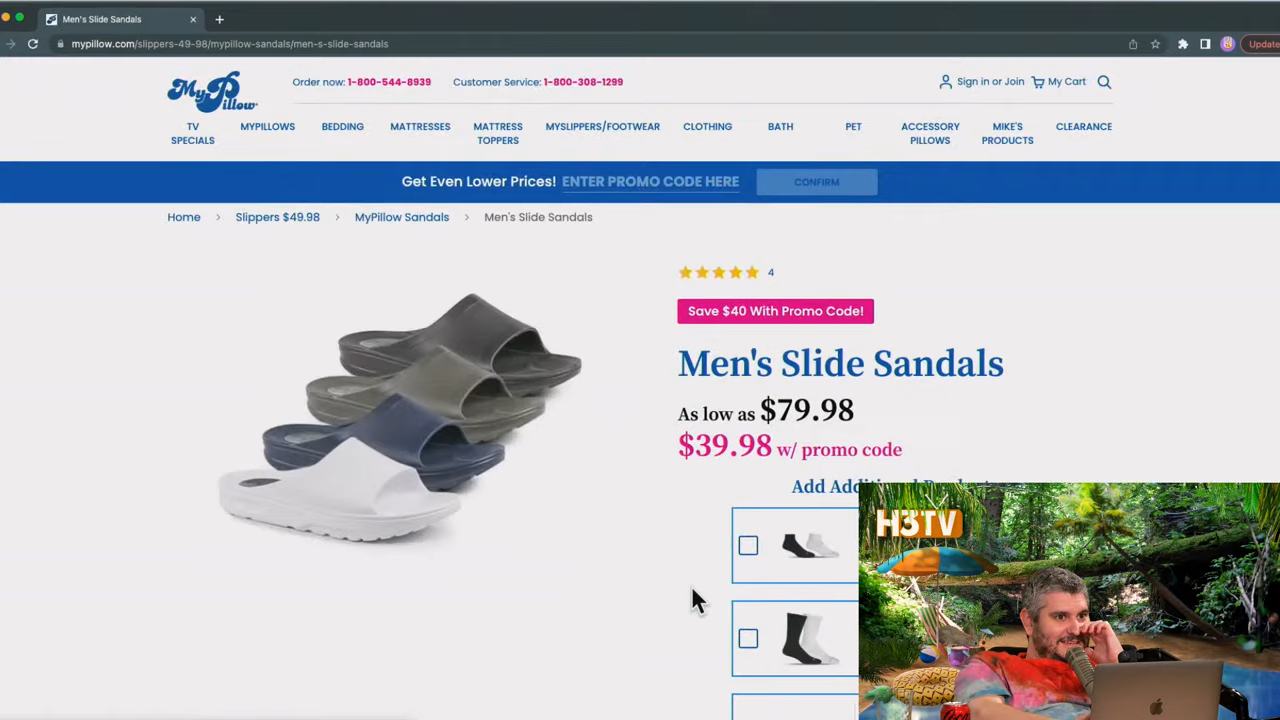 Men's Slide Sandals
mypillow.com/slippers-49-98/mypillow-sandals/men-s-slide-sandals
Update
MyPillow
Order now: 1-800-544-8939
Customer Service: 1-800-308-1299
Sign in or Join
My Cart
TV SPECIALS
MYPILLOWS
BEDDING
MATTRESSES
MATTRESS TOPPERS
MYSLIPPERS/FOOTWEAR
CLOTHING
BATH
PET
ACCESSORY PILLOWS
MIKE'S PRODUCTS
CLEARANCE
Get Even Lower Prices! ENTER PROMO CODE HERE
CONFIRM
Home > Slippers $49.98 > MyPillow Sandals > Men's Slide Sandals
4
Save $40 With Promo Code!
Men's Slide Sandals
As low as $79.98
$39.98 w/ promo code
H3TV